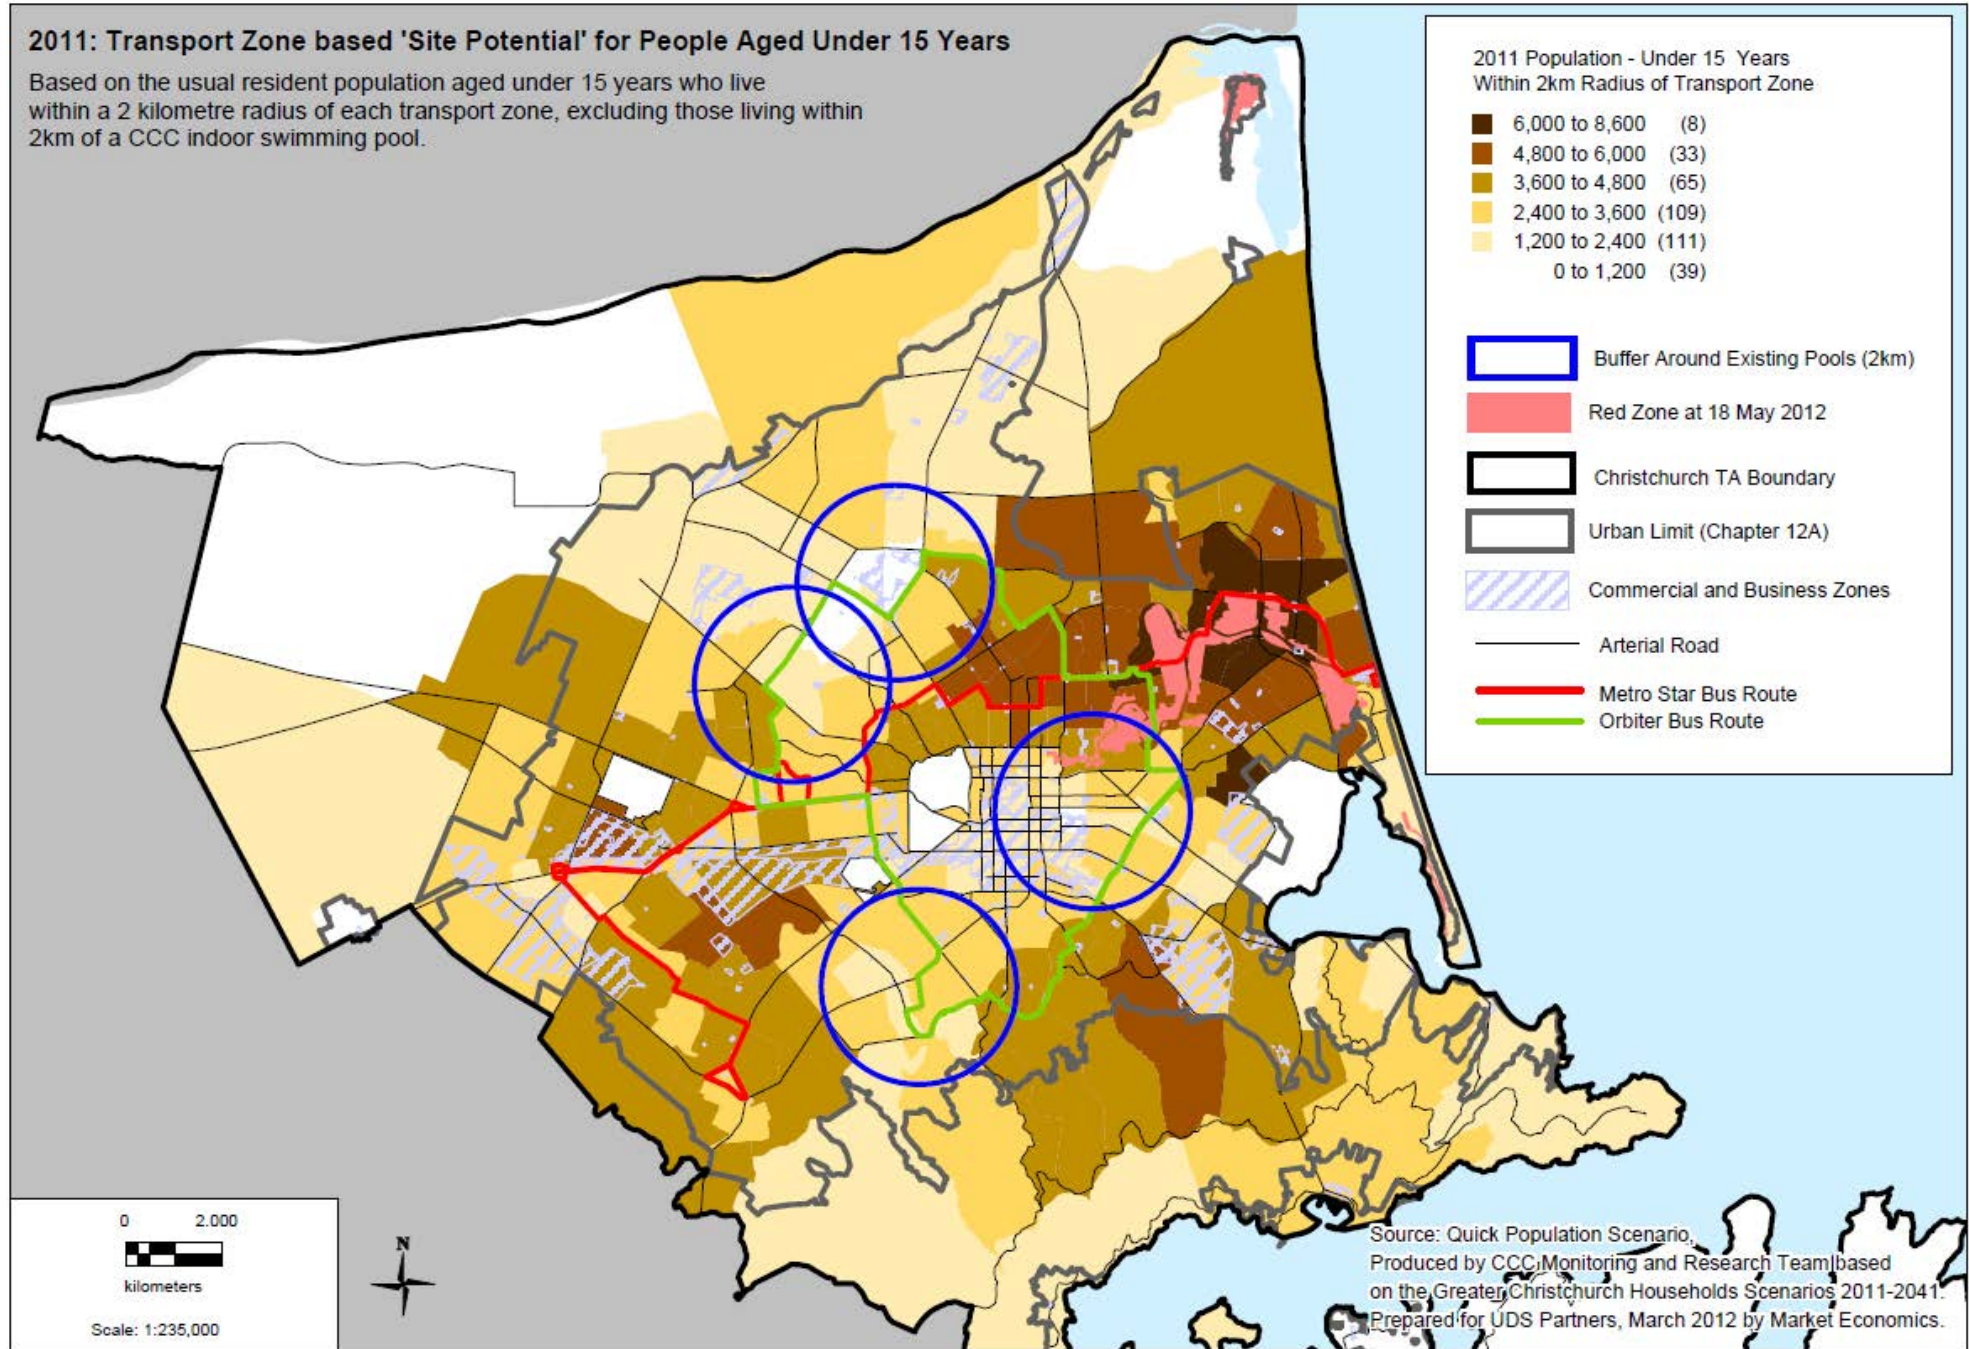 2011: Transport Zone based 'Site Potential' for People Aged Under 15 Years
Based on the usual resident population aged under 15 years who live
within a 2 kilometre radius of each transport zone, excluding those living within
2km of a CCC indoor swimming pool.
2011 Population - Under 15 Years
Within 2km Radius of Transport Zone
6,000 to 8,600 (8)
4,800 to 6,000 (33)
3,600 to 4,800 (65)
2,400 to 3,600 (109)
1,200 to 2,400 (111)
0 to 1,200 (39)
Buffer Around Existing Pools (2km)
Red Zone at 18 May 2012
Christchurch TA Boundary
Urban Limit (Chapter 12A)
Commercial and Business Zones
Arterial Road
Metro Star Bus Route
Orbiter Bus Route
0 2.000
kilometers
Scale: 1:235,000
N
Source: Quick Population Scenario,
Produced by CCC Monitoring and Research Team based
on the Greater Christchurch Households Scenarios 2011-2041.
Prepared for UDS Partners, March 2012 by Market Economics.